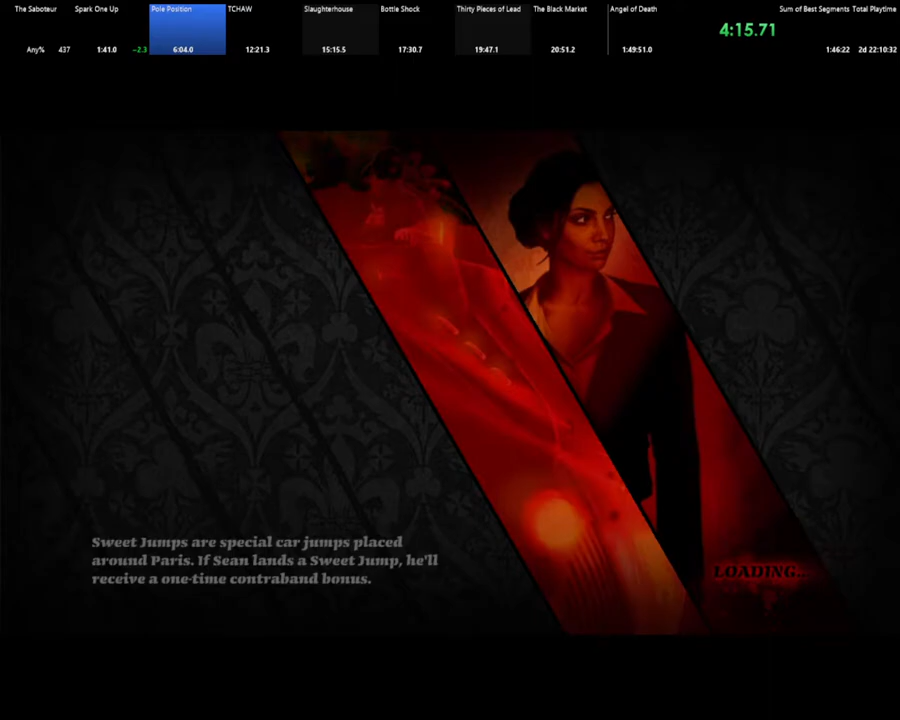 The Saboteur Spark One Up Pole Position TCHAW Slaughterhouse Bottle Shock Thirty Pieces of Lead The Black Market Angel of Death Sum of Best Segments Total Playtime
4:15.71
Any% 437 1:41.0 -2.3 6:04.0 12:21.3 15:15.5 17:30.7 19:47.1 20:51.2 1:49:51.0 1:46:22 2d 22:10:32
Sweet Jumps are special car jumps placed
around Paris. If Sean lands a Sweet Jump, he'll
receive a one-time contraband bonus.
LOADING...